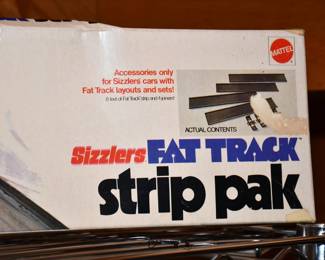 MATTEL
Accessories only
for Sizzlers cars with
Fat Track layouts and sets!
ACTUAL CONTENTS
Sizzlers FAT TRACK
strip pak